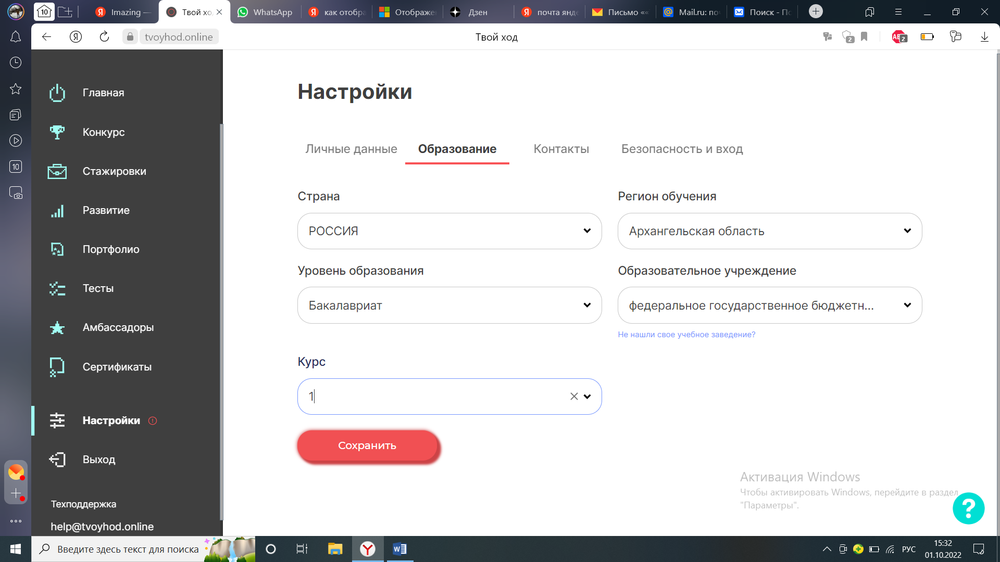 10
Imazing —
Твой хо
WhatsApp
как отобра
Отображе
Дзен
почта янде
Письмо ««
Mail.ru: по
Поиск - По
tvoyhod.online
Твой ход
2
2
10
Главная
Конкурс
Стажировки
Развитие
Портфолио
Тесты
Амбассадоры
Сертификаты
Настройки
Выход
Техподдержка
help@tvoyhod.online
Настройки
Личные данные
Образование
Контакты
Безопасность и вход
Страна
Регион обучения
РОССИЯ
Архангельская область
Уровень образования
Образовательное учреждение
Бакалавриат
федеральное государственное бюджетн...
Не нашли свое учебное заведение?
Курс
1
Сохранить
Активация Windows
Чтобы активировать Windows, перейдите в раздел
"Параметры".
?
Введите здесь текст для поиска
РУС
15:32
01.10.2022